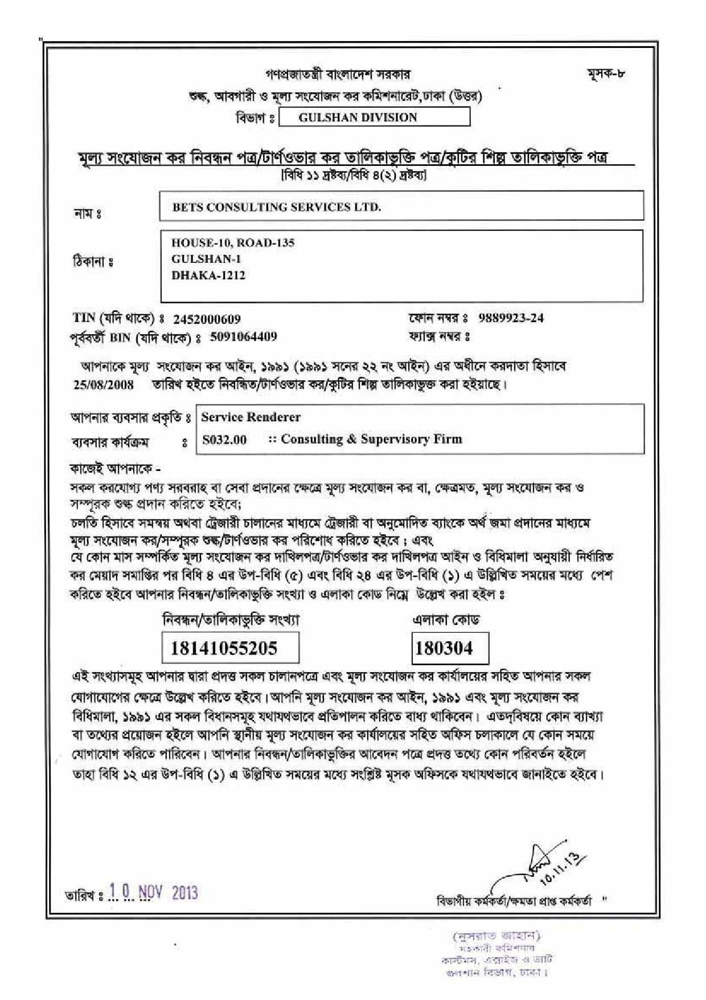 গণপ্রজাতন্ত্রী বাংলাদেশ সরকার
মূসক-৮
শুল্ক, আবগারী ও মূল্য সংযোজন কর কমিশনারেট,ঢাকা (উত্তর)
বিভাগ ঃ GULSHAN DIVISION
মূল্য সংযোজন কর নিবন্ধন পত্র/টার্ণওভার কর তালিকাভুক্তি পত্র/কুটির শিল্প তালিকাভুক্তি পত্র
[বিধি ১১ দ্রষ্টব্য/বিধি ৪(২) দ্রষ্টব্য]
নাম ঃ BETS CONSULTING SERVICES LTD.
HOUSE-10, ROAD-135
ঠিকানা ঃ GULSHAN-1
DHAKA-1212
TIN (যদি থাকে) ঃ 2452000609 ফোন নম্বর ঃ 9889923-24
পূর্ববর্তী BIN (যদি থাকে) ঃ 5091064409 ফ্যাক্স নম্বর ঃ
আপনাকে মূল্য সংযোজন কর আইন, ১৯৯১ (১৯৯১ সনের ২২ নং আইন) এর অধীনে করদাতা হিসাবে
25/08/2008 তারিখ হইতে নিবন্ধিত/টার্ণওভার কর/কুটির শিল্প তালিকাভুক্ত করা হইয়াছে।
আপনার ব্যবসার প্রকৃতি ঃ Service Renderer
ব্যবসার কার্যক্রম ঃ S032.00 :: Consulting & Supervisory Firm
কাজেই আপনাকে -
সকল করযোগ্য পণ্য সরবরাহ বা সেবা প্রদানের ক্ষেত্রে মূল্য সংযোজন কর বা, ক্ষেত্রমত, মূল্য সংযোজন কর ও
সম্পূরক শুল্ক প্রদান করিতে হইবে;
চলতি হিসাবে সমন্বয় অথবা ট্রেজারী চালানের মাধ্যমে ট্রেজারী বা অনুমোদিত ব্যাংকে অর্থ জমা প্রদানের মাধ্যমে
মূল্য সংযোজন কর/সম্পূরক শুল্ক/টার্ণওভার কর পরিশোধ করিতে হইবে ; এবং
যে কোন মাস সম্পর্কিত মূল্য সংযোজন কর দাখিলপত্র/টার্ণওভার কর দাখিলপত্র আইন ও বিধিমালা অনুযায়ী নির্ধারিত
কর মেয়াদ সমাপ্তির পর বিধি ৪ এর উপ-বিধি (৫) এবং বিধি ২৪ এর উপ-বিধি (১) এ উল্লিখিত সময়ের মধ্যে পেশ
করিতে হইবে আপনার নিবন্ধন/তালিকাভুক্তি সংখ্যা ও এলাকা কোড নিম্নে উল্লেখ করা হইল ঃ
নিবন্ধন/তালিকাভুক্তি সংখ্যা এলাকা কোড
18141055205 180304
এই সংখ্যাসমূহ আপনার দ্বারা প্রদত্ত সকল চালানপত্রে এবং মূল্য সংযোজন কর কার্যালয়ের সহিত আপনার সকল
যোগাযোগের ক্ষেত্রে উল্লেখ করিতে হইবে। আপনি মূল্য সংযোজন কর আইন, ১৯৯১ এবং মূল্য সংযোজন কর
বিধিমালা, ১৯৯১ এর সকল বিধানসমূহ যথাযথভাবে প্রতিপালন করিতে বাধ্য থাকিবেন। এতদ্‌বিষয়ে কোন ব্যাখ্যা
বা তথ্যের প্রয়োজন হইলে আপনি স্থানীয় মূল্য সংযোজন কর কার্যালয়ের সহিত অফিস চলাকালে যে কোন সময়ে
যোগাযোগ করিতে পারিবেন। আপনার নিবন্ধন/তালিকাভুক্তির আবেদন পত্রে প্রদত্ত তথ্যে কোন পরিবর্তন হইলে
তাহা বিধি ১২ এর উপ-বিধি (১) এ উল্লিখিত সময়ের মধ্যে সংশ্লিষ্ট মূসক অফিসকে যথাযথভাবে জানাইতে হইবে।
10.11.13
তারিখ ঃ 10 NOV 2013
বিভাগীয় কর্মকর্তা/ক্ষমতা প্রাপ্ত কর্মকর্তা "
(নুসরাত জাহান)
সহকারী কমিশনার
কাস্টমস, এক্সাইজ ও ভ্যাট
গুলশান বিভাগ, ঢাকা।